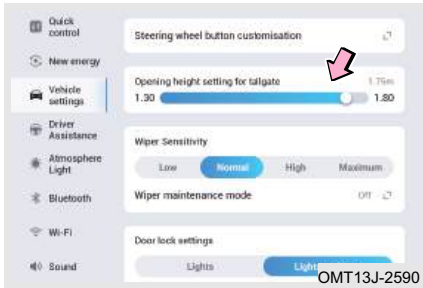 Quick
control
Steering wheel button customisation
New energy
Opening height setting for tailgate 1.75m
Vehicle
settings
1.30 1.80
Driver
Assistance
Wiper Sensitivity
Atmosphere
Light
Low Normal High Maximum
Bluetooth
Wiper maintenance mode Off
Wi-Fi
Door lock settings
Sound
Lights
OMT13J-2590